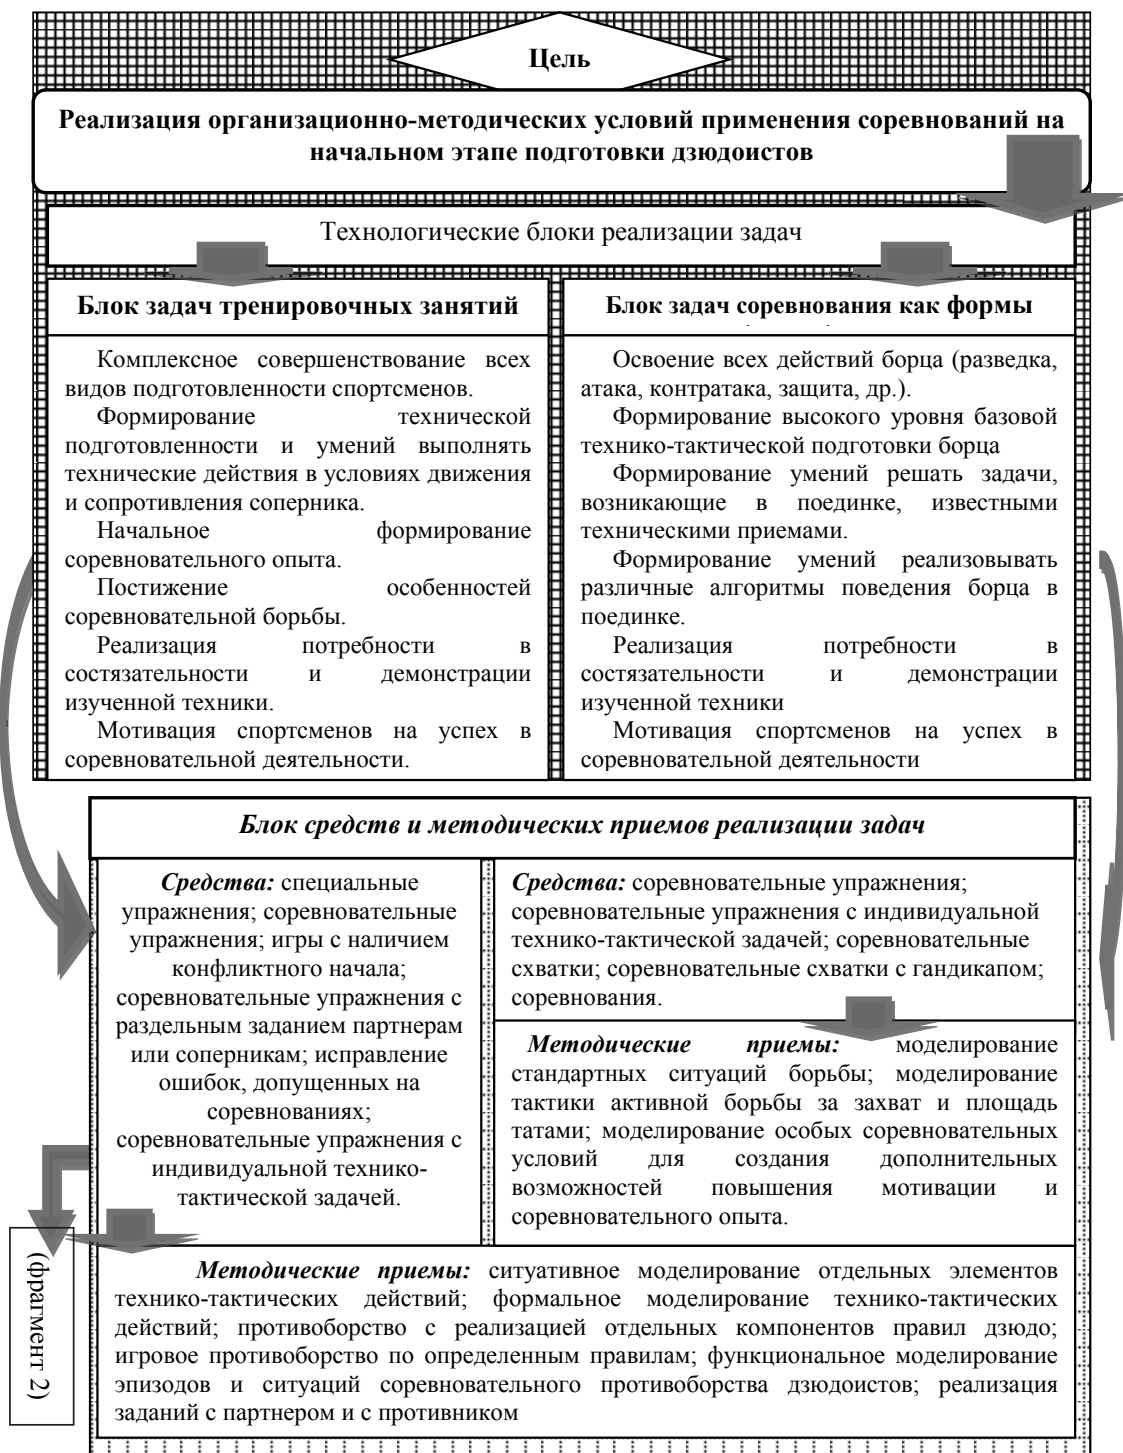 Цель
Реализация организационно-методических условий применения соревнований на
начальном этапе подготовки дзюдоистов
Технологические блоки реализации задач
Блок задач тренировочных занятий
Комплексное совершенствование всех
видов подготовленности спортсменов.
Формирование технической
подготовленности и умений выполнять
технические действия в условиях движения
и сопротивления соперника.
Начальное формирование
соревновательного опыта.
Постижение особенностей
соревновательной борьбы.
Реализация потребности в
состязательности и демонстрации
изученной техники.
Мотивация спортсменов на успех в
соревновательной деятельности.
Блок задач соревнования как формы
Освоение всех действий борца (разведка,
атака, контратака, защита, др.).
Формирование высокого уровня базовой
технико-тактической подготовки борца
Формирование умений решать задачи,
возникающие в поединке, известными
техническими приемами.
Формирование умений реализовывать
различные алгоритмы поведения борца в
поединке.
Реализация потребности в
состязательности и демонстрации
изученной техники
Мотивация спортсменов на успех в
соревновательной деятельности
Блок средств и методических приемов реализации задач
Средства: специальные
упражнения; соревновательные
упражнения; игры с наличием
конфликтного начала;
соревновательные упражнения с
раздельным заданием партнерам
или соперникам; исправление
ошибок, допущенных на
соревнованиях;
соревновательные упражнения с
индивидуальной технико-
тактической задачей.
Средства: соревновательные упражнения;
соревновательные упражнения с индивидуальной
технико-тактической задачей; соревновательные
схватки; соревновательные схватки с гандикапом;
соревнования.
Методические приемы: моделирование
стандартных ситуаций борьбы; моделирование
тактики активной борьбы за захват и площадь
татами; моделирование особых соревновательных
условий для создания дополнительных
возможностей повышения мотивации и
соревновательного опыта.
Методические приемы: ситуативное моделирование отдельных элементов
технико-тактических действий; формальное моделирование технико-тактических
действий; противоборство с реализацией отдельных компонентов правил дзюдо;
игровое противоборство по определенным правилам; функциональное моделирование
эпизодов и ситуаций соревновательного противоборства дзюдоистов; реализация
заданий с партнером и с противником
(фрагмент 2)